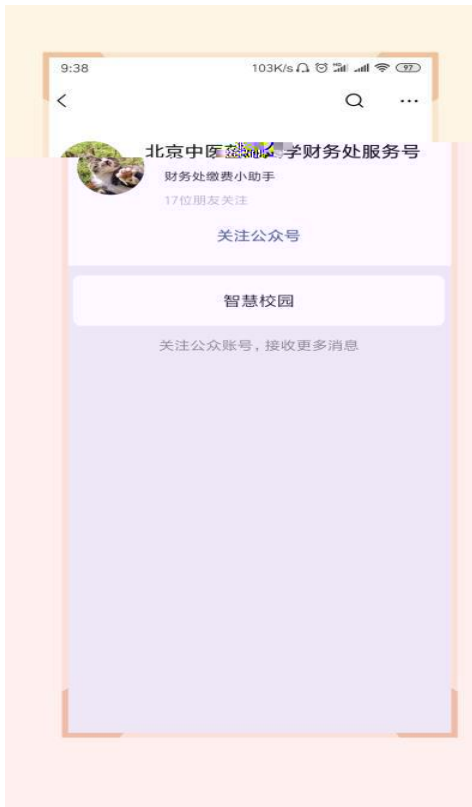 9:38
103K/s
97
北京中医 学财务处服务号
财务处缴费小助手
17位朋友关注
关注公众号
智慧校园
关注公众账号，接收更多消息